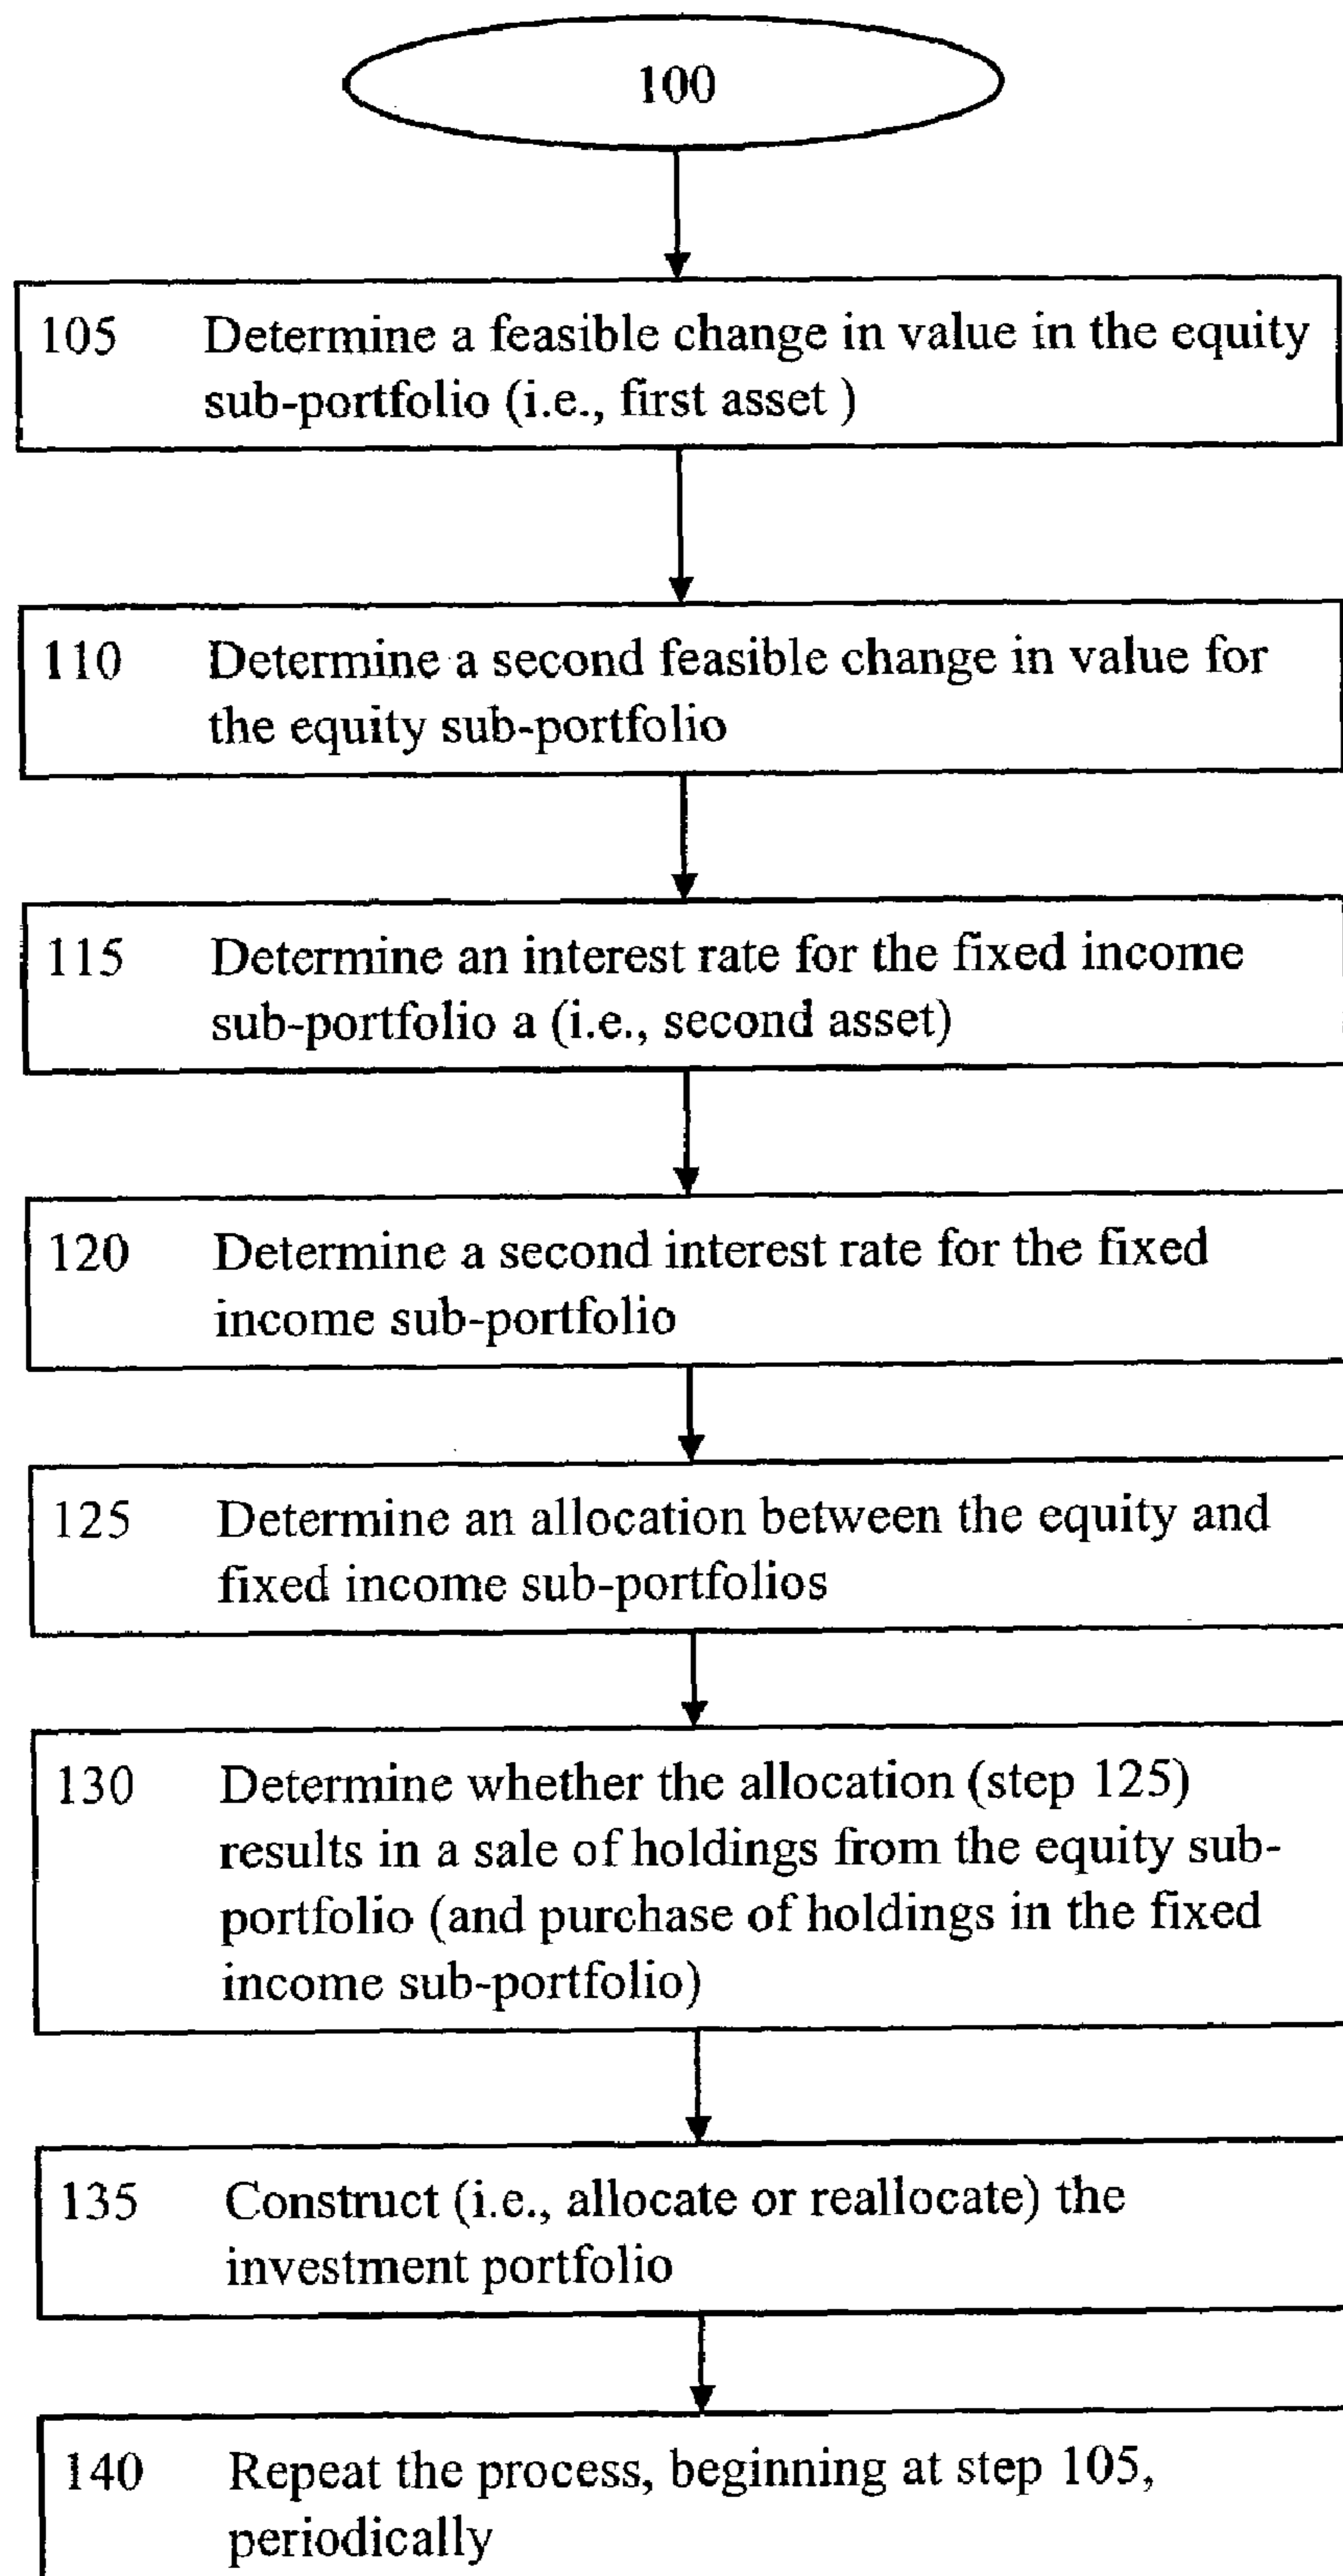 100
105 Determine a feasible change in value in the equity
sub-portfolio (i.e., first asset )
110 Determine a second feasible change in value for
the equity sub-portfolio
115 Determine an interest rate for the fixed income
sub-portfolio a (i.e., second asset)
120 Determine a second interest rate for the fixed
income sub-portfolio
125 Determine an allocation between the equity and
fixed income sub-portfolios
130 Determine whether the allocation (step 125)
results in a sale of holdings from the equity sub-
portfolio (and purchase of holdings in the fixed
income sub-portfolio)
135 Construct (i.e., allocate or reallocate) the
investment portfolio
140 Repeat the process, beginning at step 105,
periodically